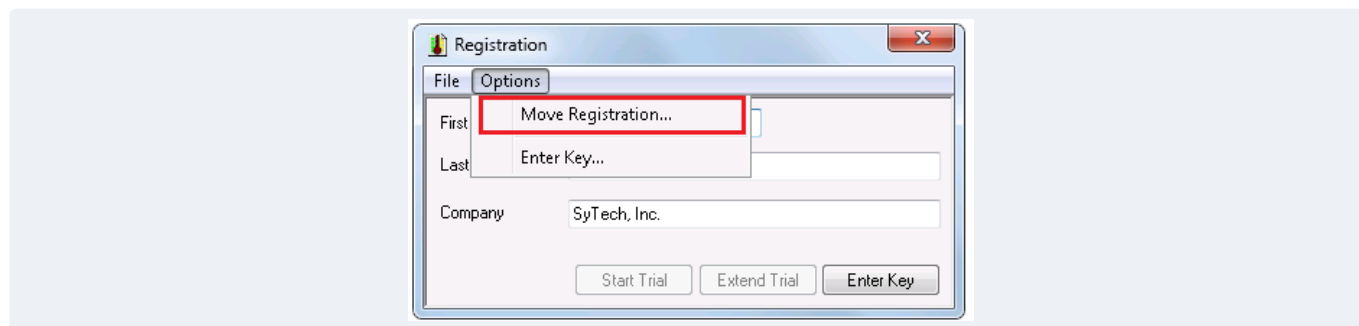 Registration
File Options
Move Registration...
First
Enter Key...
Last
Company SyTech, Inc.
Start Trial Extend Trial Enter Key